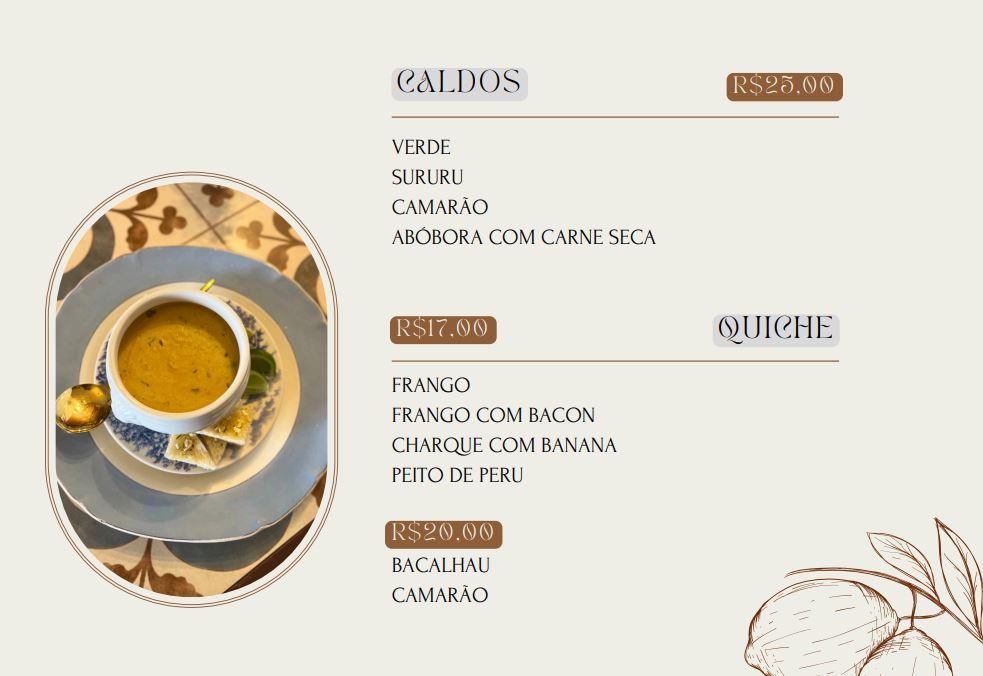 CALDOS R$25,00
VERDE
SURURU
CAMARÃO
ABÓBORA COM CARNE SECA
R$17,00 QUICHE
FRANGO
FRANGO COM BACON
CHARQUE COM BANANA
PEITO DE PERU
R$20,00
BACALHAU
CAMARÃO